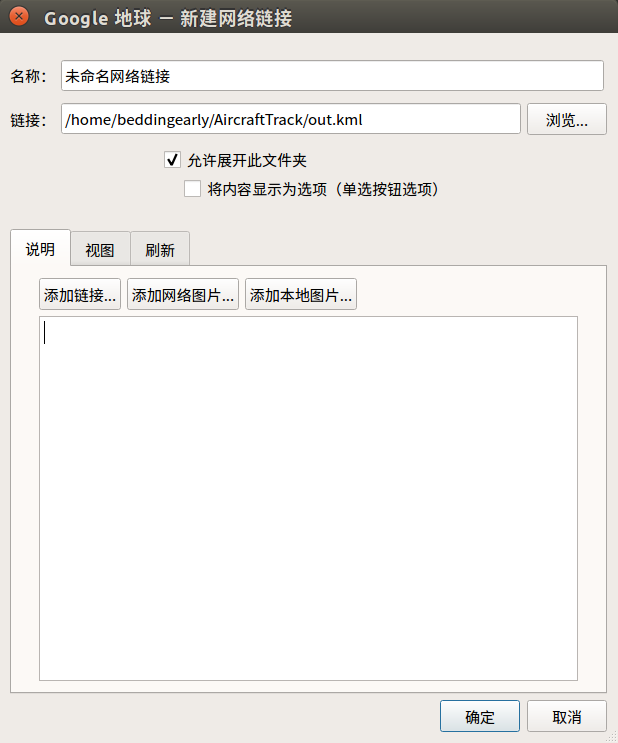 Google 地球 — 新建网络链接
名称: 未命名网络链接
链接: /home/beddingearly/AircraftTrack/out.kml 浏览...
允许展开此文件夹
将内容显示为选项（单选按钮选项）
说明 视图 刷新
添加链接... 添加网络图片... 添加本地图片...
确定 取消